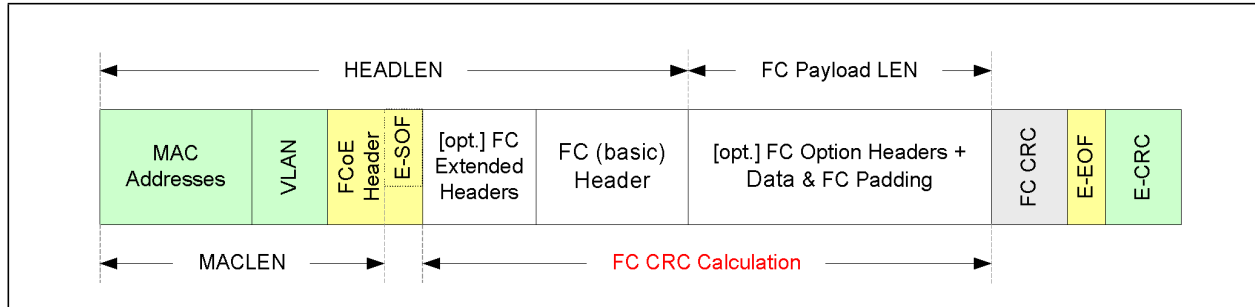 HEADLEN
FC Payload LEN
MAC
Addresses
VLAN
FCoE
Header
E-SOF
[opt.] FC
Extended
Headers
FC (basic)
Header
[opt.] FC Option Headers +
Data & FC Padding
FC CRC
E-EOF
E-CRC
MACLEN
FC CRC Calculation